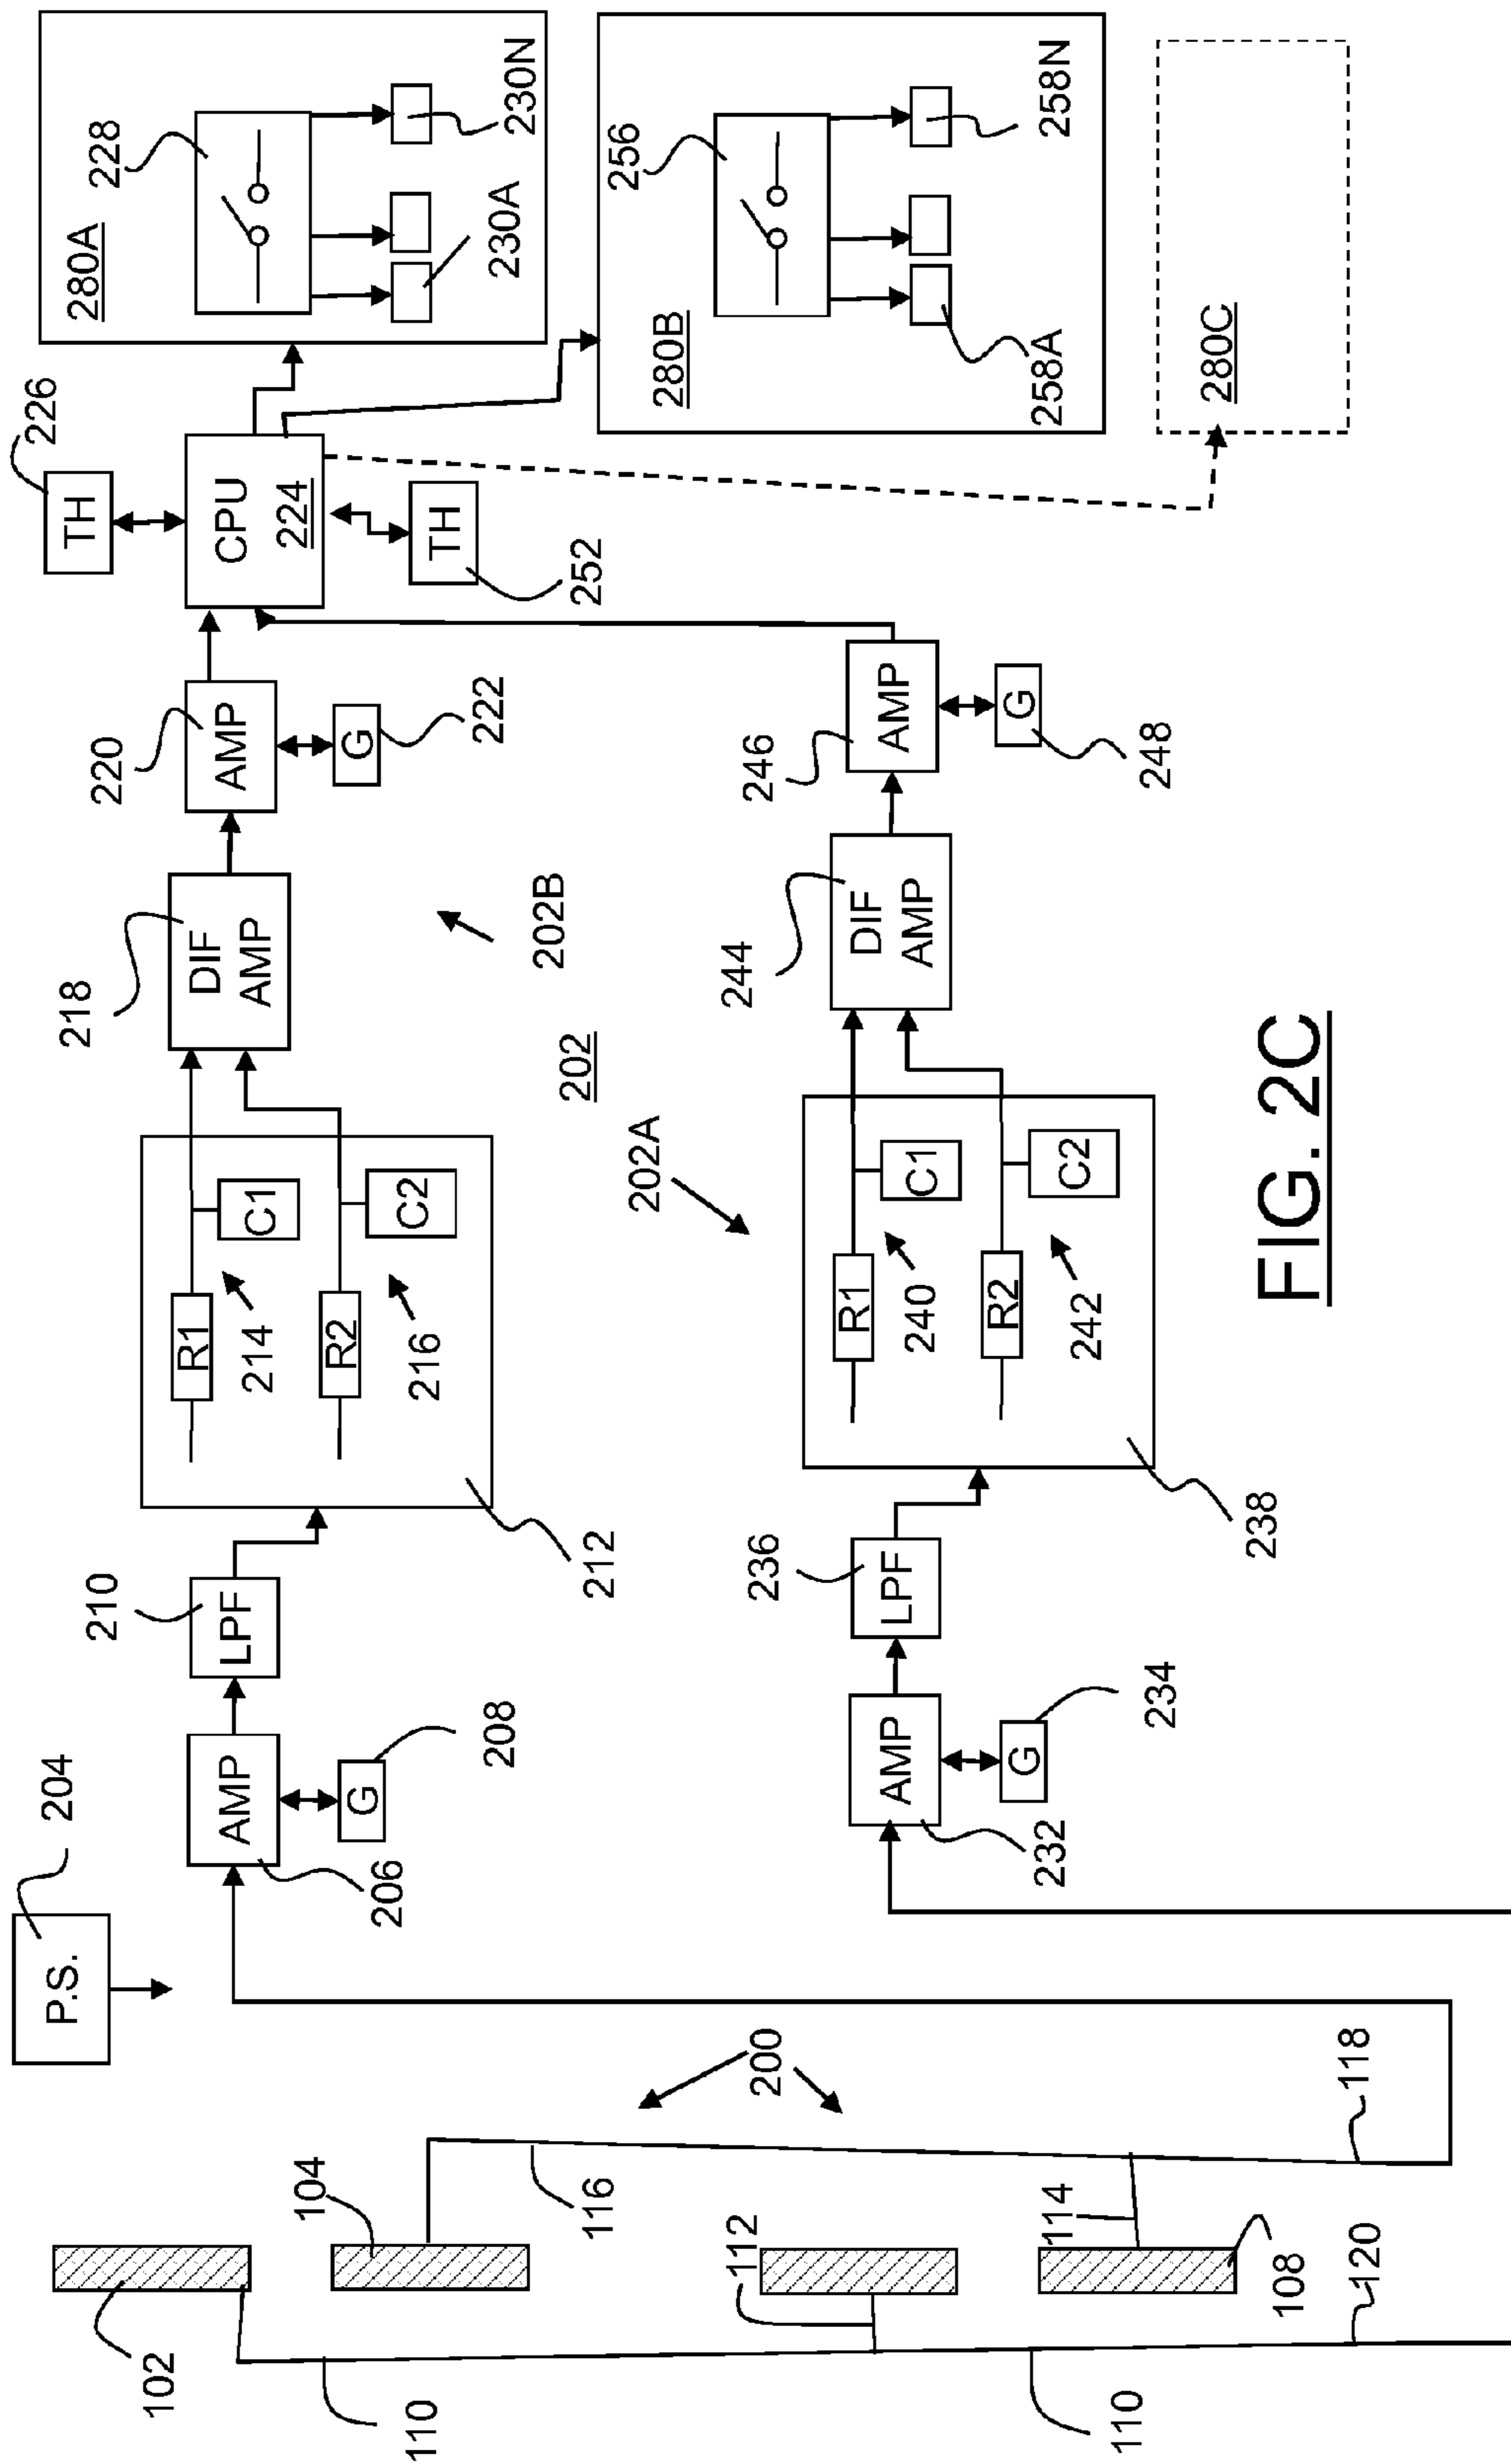 280A
228
230A
230N
226
TH
CPU
224
TH
252
280B
256
258A
258N
280C
220
AMP
G
222
218
DIF
AMP
202B
202
202A
R1
C1
214
R2
C2
216
212
210
LPF
204
P.S.
AMP
206
G
208
246
AMP
G
248
244
DIF
AMP
R1
C1
240
R2
C2
242
238
236
LPF
AMP
232
G
234
200
102
104
110
116
112
114
108
110
118
120
FIG. 2C